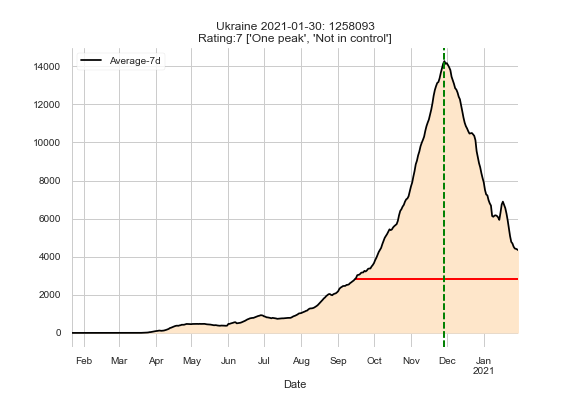 Ukraine 2021-01-30: 1258093
Rating:7 ['One peak', 'Not in control']
Average-7d
14000
12000
10000
8000
6000
4000
2000
0
Feb Mar Apr May Jun Jul Aug Sep Oct Nov Dec Jan
2021
Date